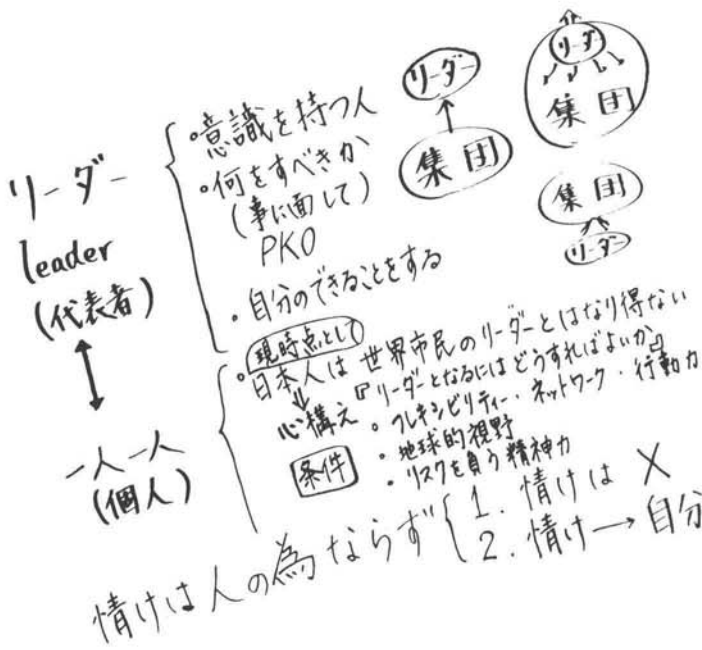 リーダー
leader
(代表者)
一人一人
(個人)
・意識を持つ人
・何をすべきか
(事に面して)
PKO
・自分のできることをする
現時点として
・日本人は世界市民のリーダーとはなり得ない
『リーダーとなるにはどうすればよいか』
心構え
・フレキシビリティー・ネットワーク・行動力
条件
・地球的視野
・リスクを負う精神力
リーダー
集団
リーダー
集団
集団
リーダー
情けは人の為ならず
1. 情けは ×
2. 情け→自分